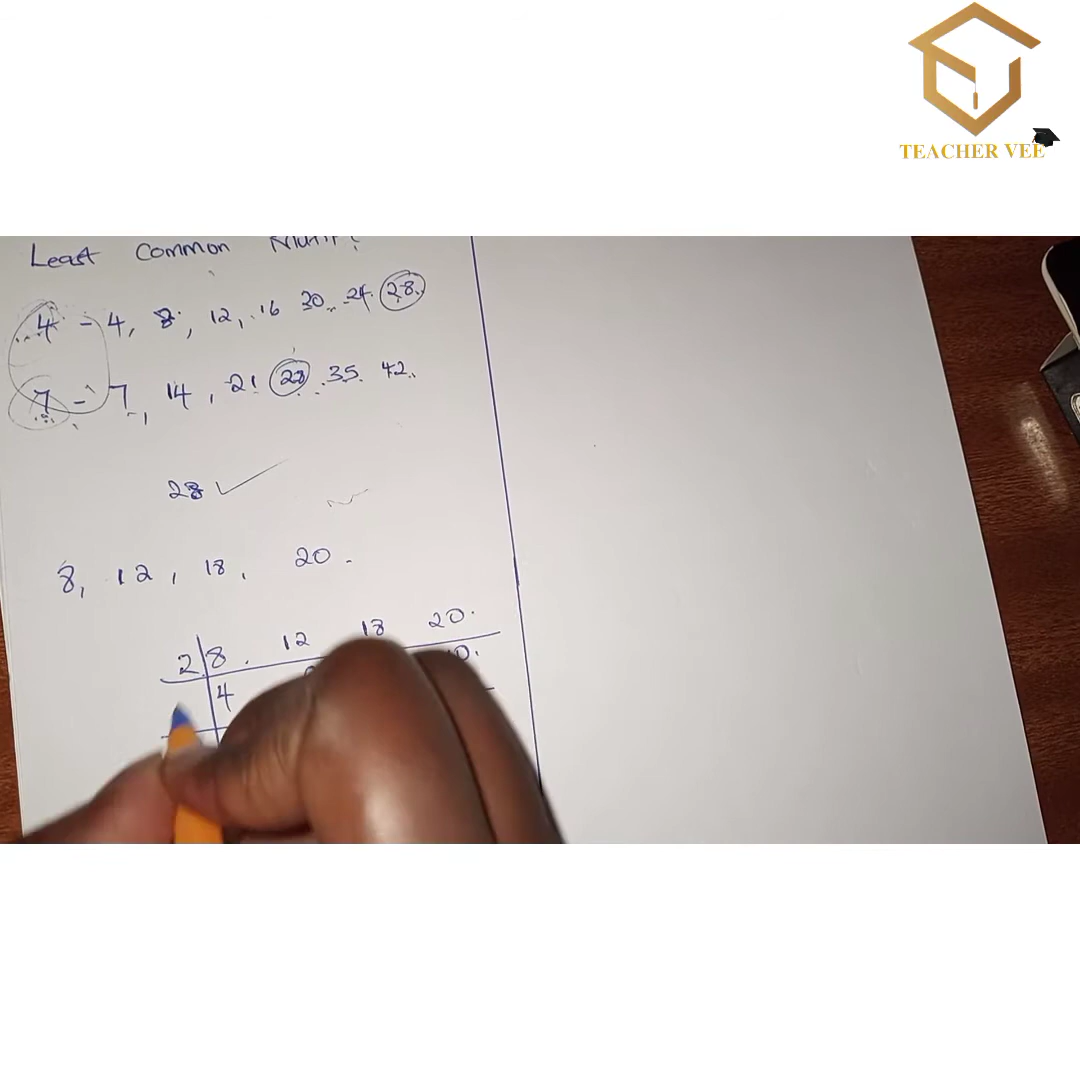 TEACHER VEE
Least Common
4 - 4, 8, 12, 16 20 24 28
7 - 7, 14, 21 28 35 42
28 ✓
8, 12, 18, 20.
2 8. 12 18 20.
4 10.